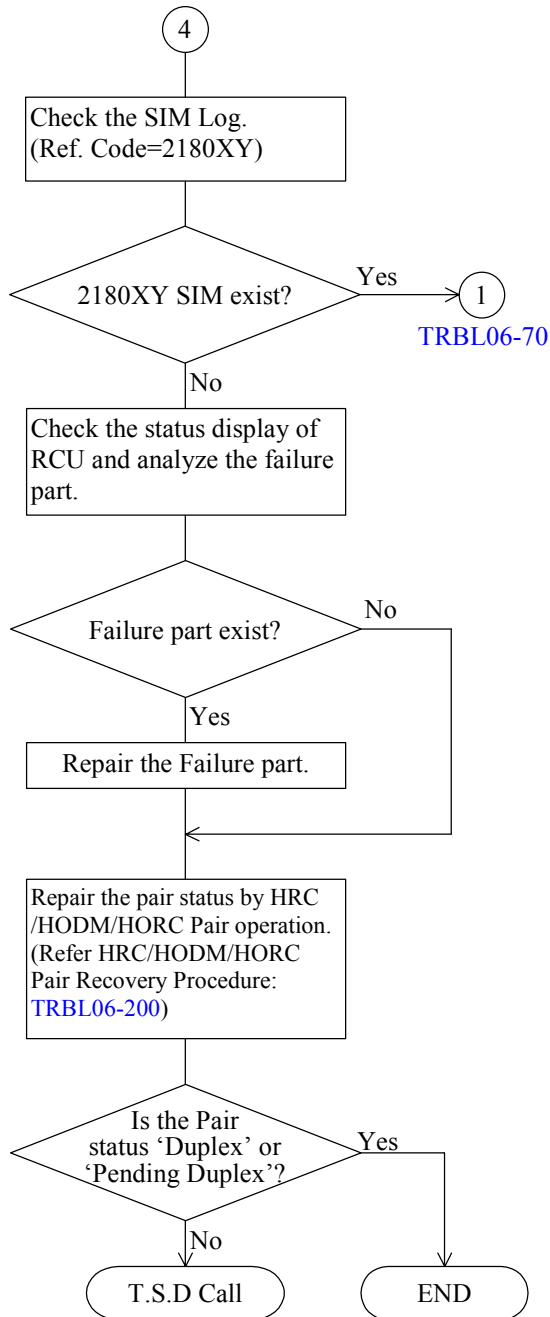 4
Check the SIM Log.
(Ref. Code=2180XY)
2180XY SIM exist?
Yes
1
TRBL06-70
No
Check the status display of
RCU and analyze the failure
part.
Failure part exist?
No
Yes
Repair the Failure part.
Repair the pair status by HRC
/HODM/HORC Pair operation.
(Refer HRC/HODM/HORC
Pair Recovery Procedure:
TRBL06-200)
Is the Pair
status ‘Duplex’ or
‘Pending Duplex’?
Yes
No
T.S.D Call
END